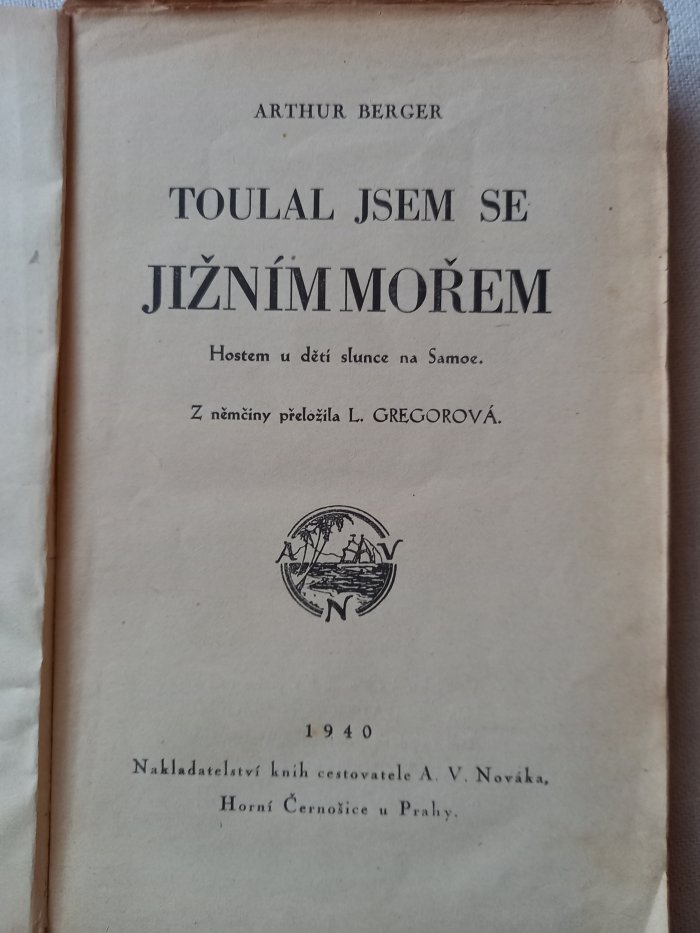 ARTHUR BERGER
TOULAL JSEM SE
JIŽNÍM MOŘEM
Hostem u dětí slunce na Samoe.
Z němčiny přeložila L. GREGOROVÁ.
A V
N
1940
Nakladatelství knih cestovatele A. V. Nováka,
Horní Černošice u Prahy.